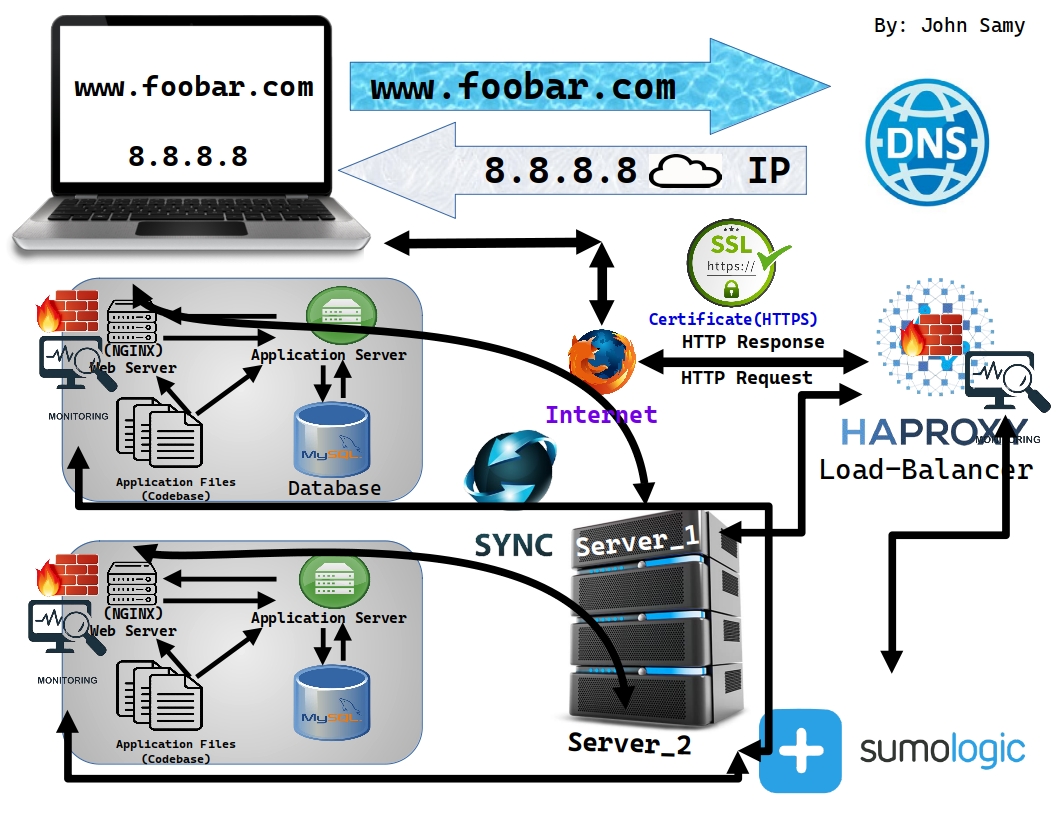 By: John Samy
www.foobar.com
www.foobar.com
DNS
8.8.8.8
8.8.8.8 IP
SSL
https://
Certificate(HTTPS)
HTTP Response
HTTP Request
Internet
HAPROXY
MONITORING
Load-Balancer
(NGINX)
Web Server
Application Server
MONITORING
MySQL
Application Files
(Codebase)
Database
SYNC
Server_1
(NGINX)
Web Server
Application Server
MONITORING
MySQL
Application Files
(Codebase)
Server_2
sumologic